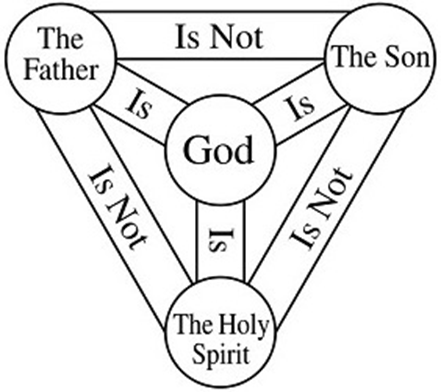 The
Father
Is Not
The Son
Is
Is
God
Is Not
Is
Is Not
The Holy
Spirit